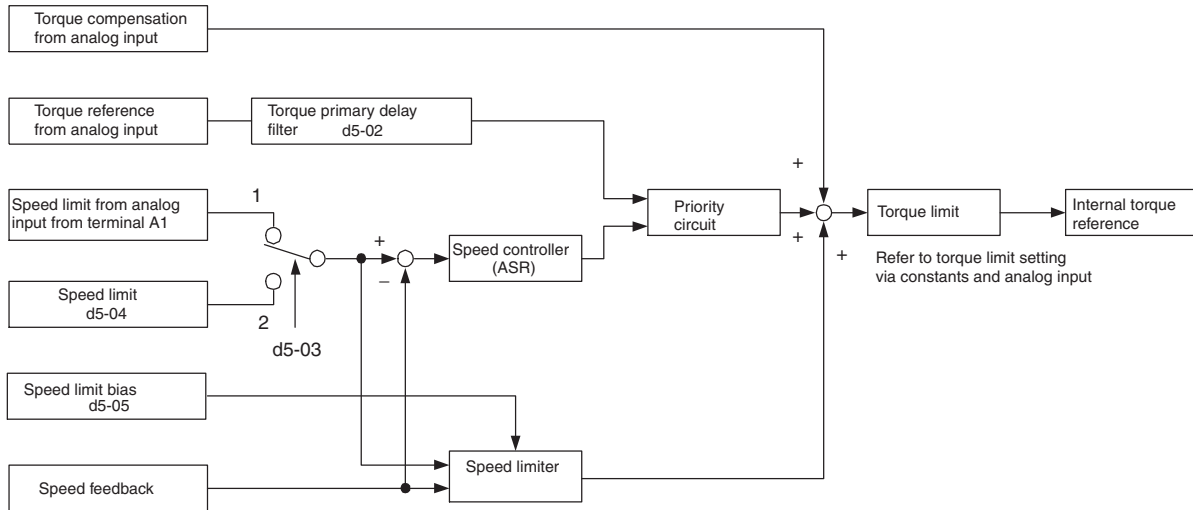 Torque compensation
from analog input
Torque reference
from analog input
Torque primary delay
filter d5-02
Speed limit from analog
input from terminal A1
1
Speed limit
d5-04
2
d5-03
+
−
Speed controller
(ASR)
Priority
circuit
+
+
+
Torque limit
Internal torque
reference
Refer to torque limit setting
via constants and analog input
Speed limit bias
d5-05
Speed feedback
Speed limiter